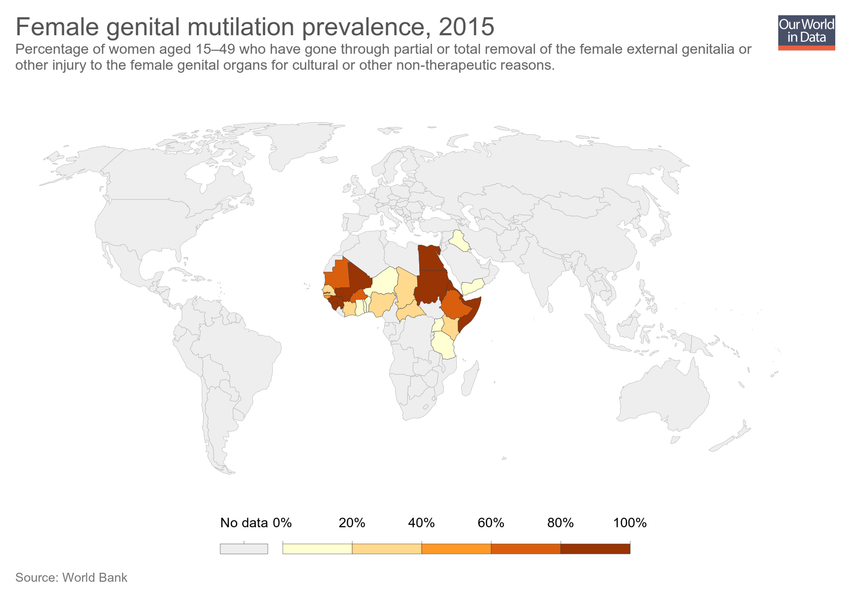 Female genital mutilation prevalence, 2015
Our World
in Data
Percentage of women aged 15–49 who have gone through partial or total removal of the female external genitalia or
other injury to the female genital organs for cultural or other non-therapeutic reasons.
No data 0% 20% 40% 60% 80% 100%
Source: World Bank